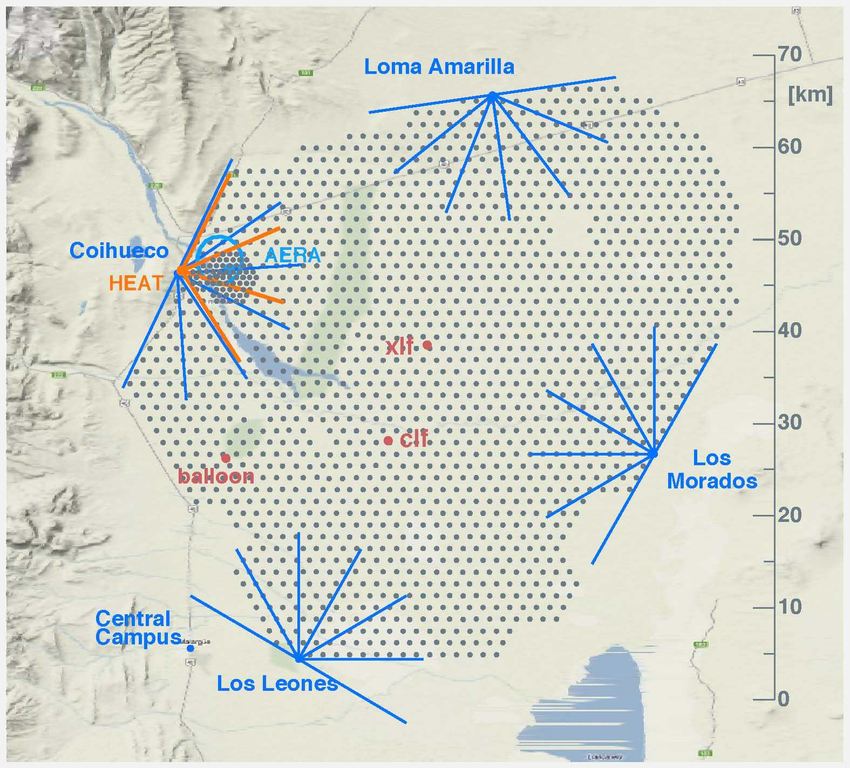 Loma Amarilla
70
[km]
60
Coihueco
AERA
50
HEAT
40
xlf
30
clf
balloon
Los
Morados
20
10
Central
Campus
Los Leones
0